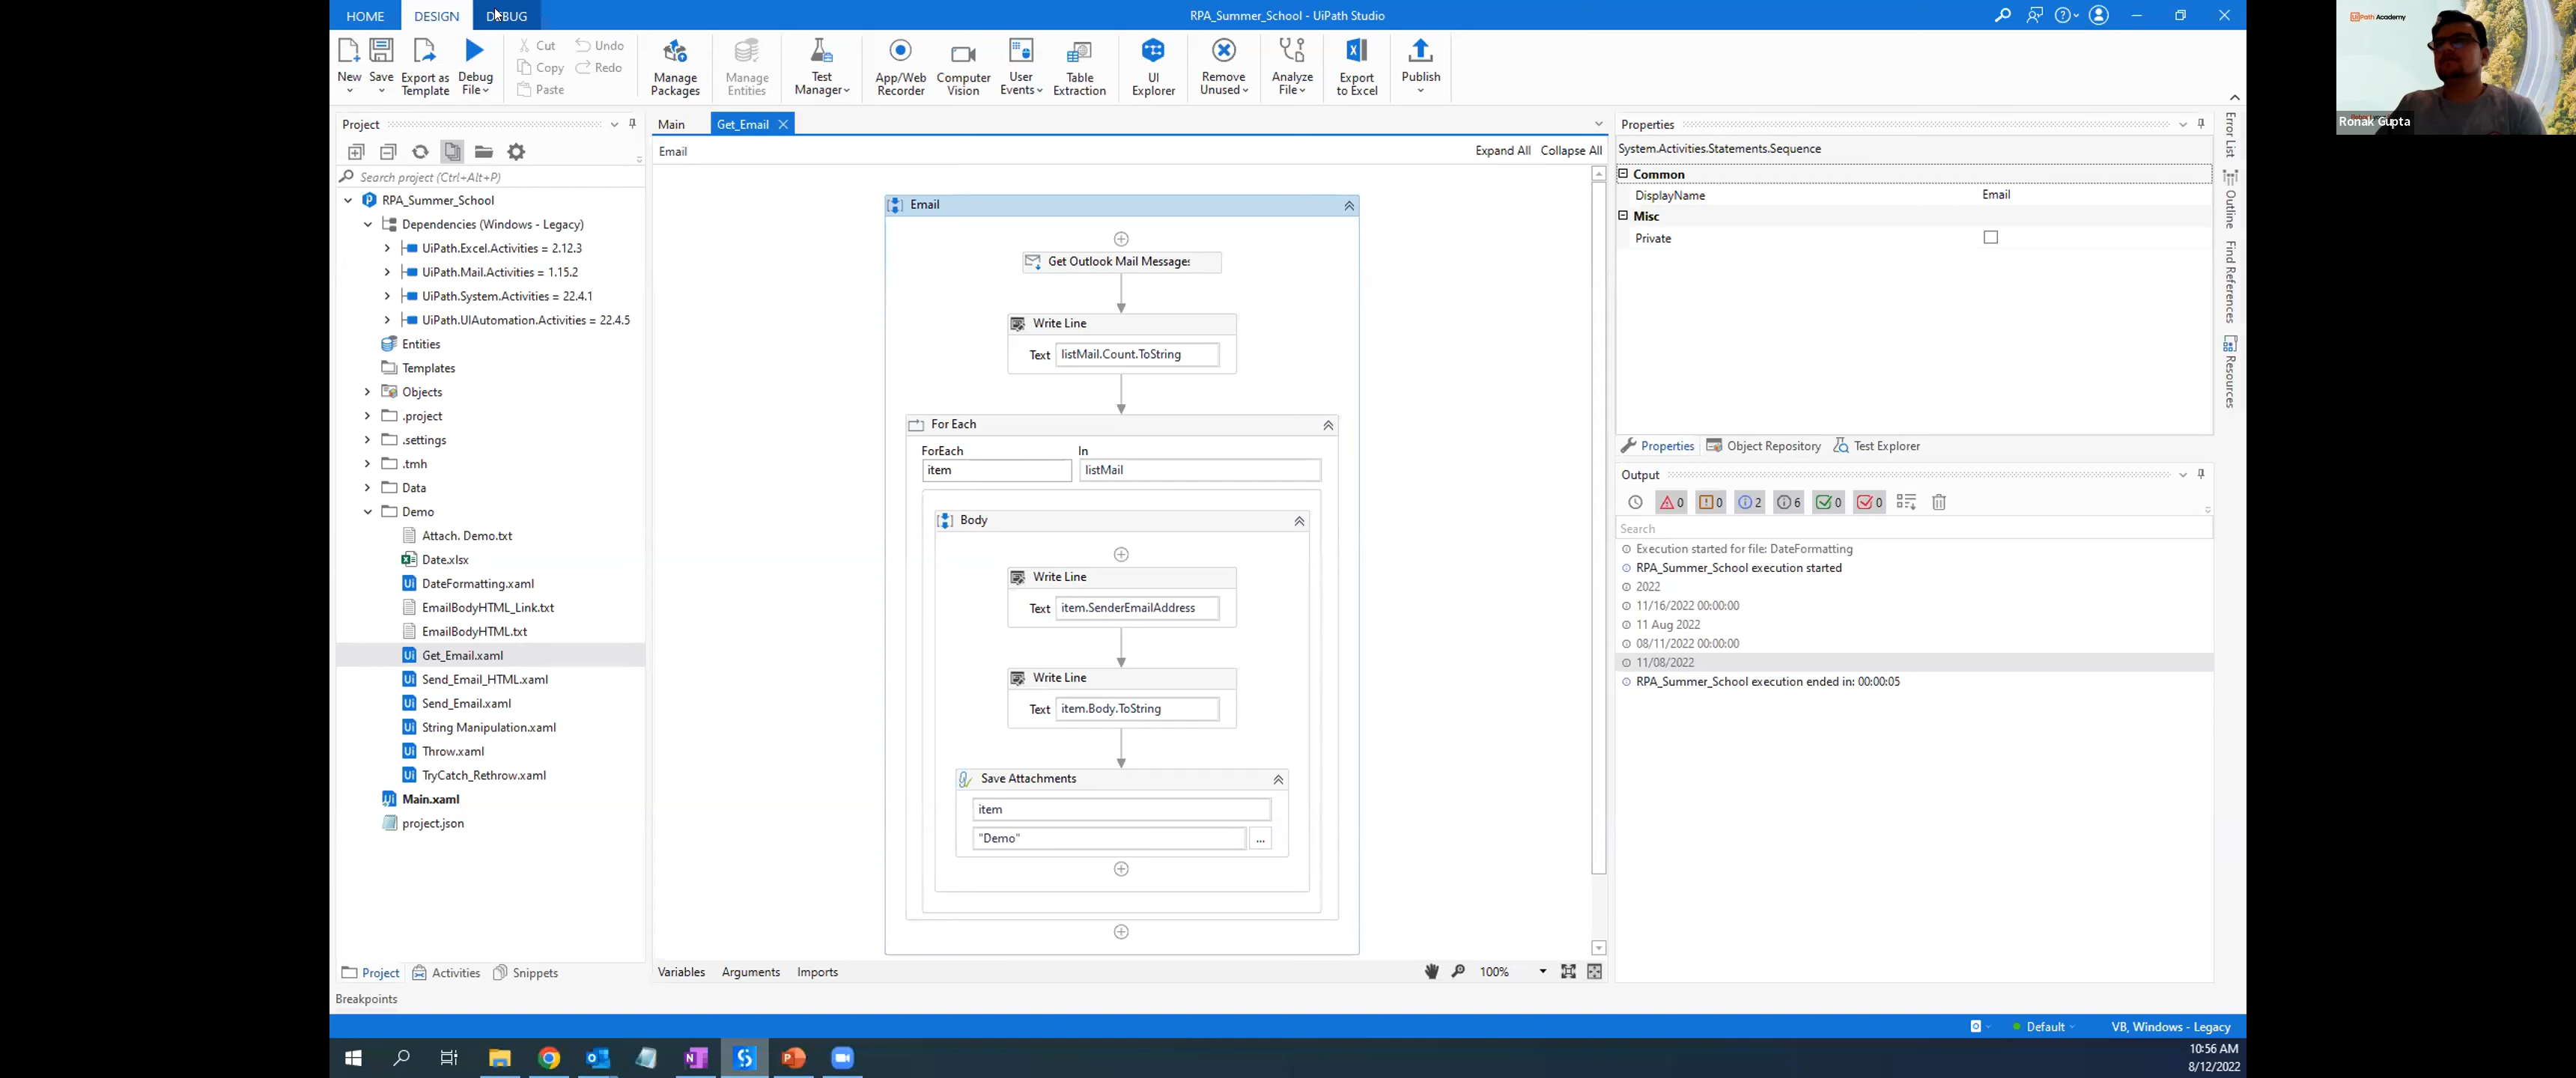 HOME DESIGN DEBUG RPA_Summer_School - UiPath Studio
New Save Export as Template Debug File Cut Copy Paste Undo Redo Manage Packages Manage Entities Test Manager App/Web Recorder Computer Vision User Events Table Extraction UI Explorer Remove Unused Analyze File Export to Excel Publish
Project
Search project (Ctrl+Alt+P)
RPA_Summer_School
Dependencies (Windows - Legacy)
UiPath.Excel.Activities = 2.12.3
UiPath.Mail.Activities = 1.15.2
UiPath.System.Activities = 22.4.1
UiPath.UIAutomation.Activities = 22.4.5
Entities
Templates
Objects
.project
.settings
.tmh
Data
Demo
Attach. Demo.txt
Date.xlsx
DateFormatting.xaml
EmailBodyHTML_Link.txt
EmailBodyHTML.txt
Get_Email.xaml
Send_Email_HTML.xaml
Send_Email.xaml
String Manipulation.xaml
Throw.xaml
TryCatch_Rethrow.xaml
Main.xaml
project.json
Project Activities Snippets
Breakpoints
Main Get_Email
Email Expand All Collapse All
Email
Get Outlook Mail Messages
Write Line
Text listMail.Count.ToString
For Each
ForEach In
item listMail
Body
Write Line
Text item.SenderEmailAddress
Write Line
Text item.Body.ToString
Save Attachments
item
"Demo" ...
Variables Arguments Imports 100%
Properties
System.Activities.Statements.Sequence
Common
DisplayName Email
Misc
Private
Properties Object Repository Test Explorer
Output
0 0 2 6 0 0
Search
Execution started for file: DateFormatting
RPA_Summer_School execution started
2022
11/16/2022 00:00:00
11 Aug 2022
08/11/2022 00:00:00
11/08/2022
RPA_Summer_School execution ended in: 00:00:05
Error List
Outline
Find References
Resources
Default VB, Windows - Legacy
10:56 AM
8/12/2022
UiPath Academy
Ronak Gupta